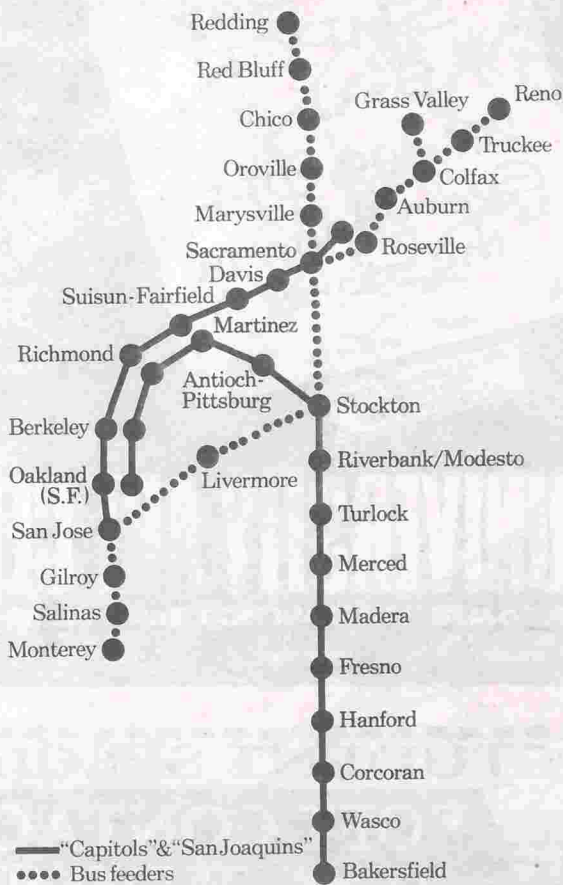 Redding
Red Bluff
Chico
Oroville
Marysville
Sacramento
Davis
Suisun-Fairfield
Martinez
Richmond
Antioch-
Pittsburg
Berkeley
Oakland
(S.F.)
San Jose
Gilroy
Salinas
Monterey
Grass Valley
Reno
Truckee
Colfax
Auburn
Roseville
Stockton
Livermore
Riverbank/Modesto
Turlock
Merced
Madera
Fresno
Hanford
Corcoran
Wasco
Bakersfield
"Capitols"&"San Joaquins"
Bus feeders